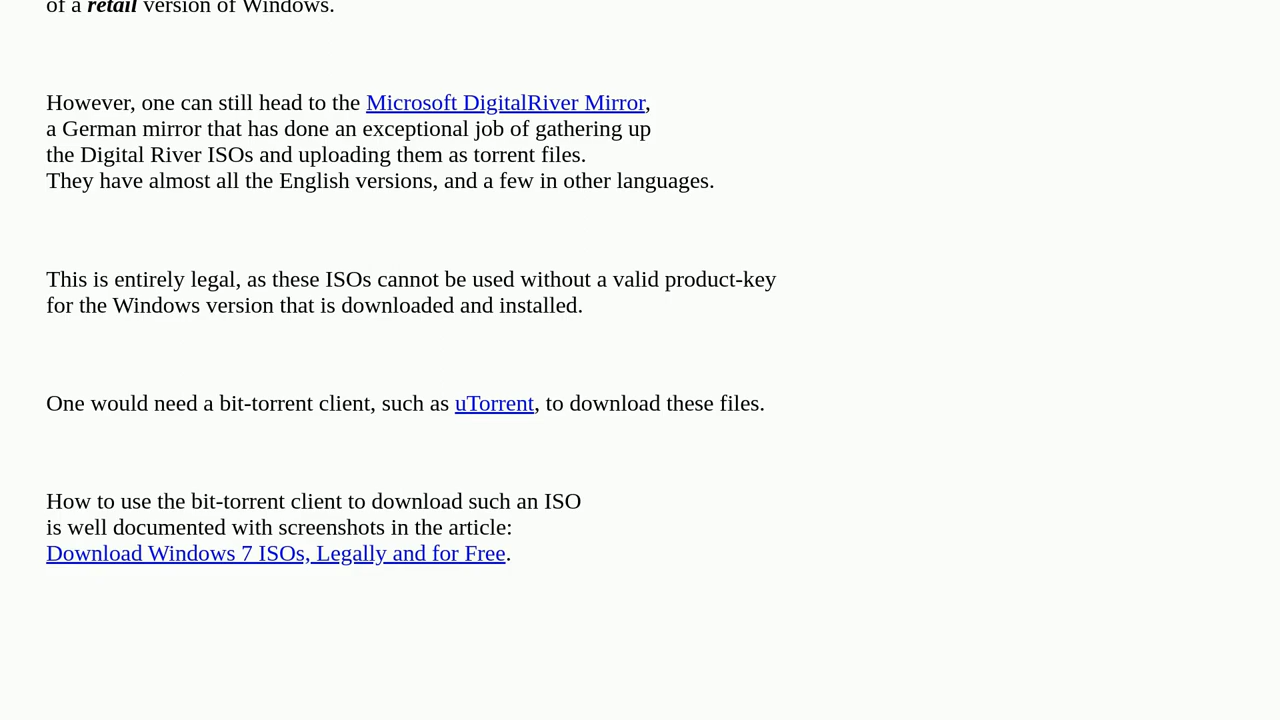 of a retail version of Windows.
However, one can still head to the Microsoft DigitalRiver Mirror,
a German mirror that has done an exceptional job of gathering up
the Digital River ISOs and uploading them as torrent files.
They have almost all the English versions, and a few in other languages.
This is entirely legal, as these ISOs cannot be used without a valid product-key
for the Windows version that is downloaded and installed.
One would need a bit-torrent client, such as uTorrent, to download these files.
How to use the bit-torrent client to download such an ISO
is well documented with screenshots in the article:
Download Windows 7 ISOs, Legally and for Free.